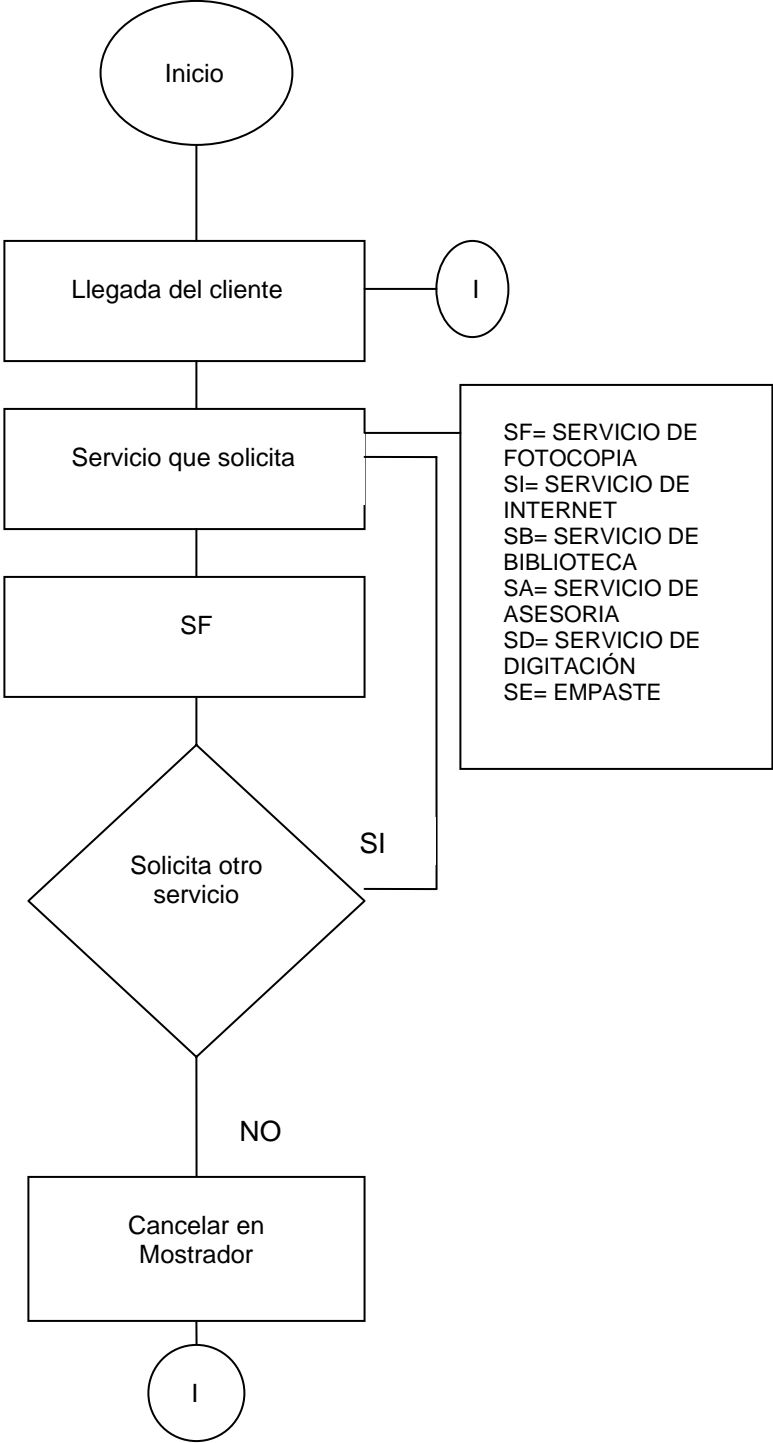 Inicio
Llegada del cliente
I
Servicio que solicita
SF= SERVICIO DE
FOTOCOPIA
SI= SERVICIO DE
INTERNET
SB= SERVICIO DE
BIBLIOTECA
SA= SERVICIO DE
ASESORIA
SD= SERVICIO DE
DIGITACIÓN
SE= EMPASTE
SF
SI
Solicita otro
servicio
NO
Cancelar en
Mostrador
I